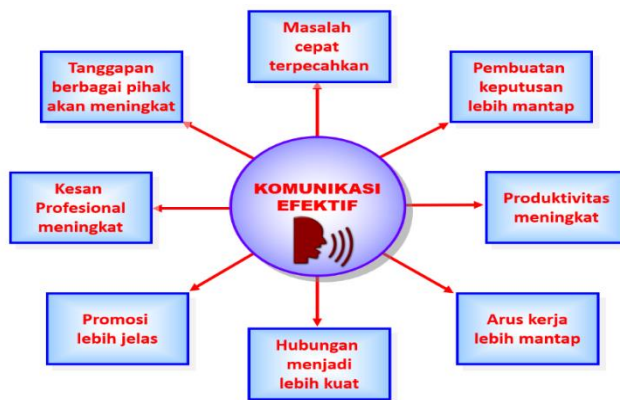 Masalah
cepat
terpecahkan
Tanggapan
berbagai pihak
akan meningkat
Pembuatan
keputusan
lebih mantap
KOMUNIKASI
EFEKTIF
Kesan
Profesional
meningkat
Produktivitas
meningkat
Promosi
lebih jelas
Hubungan
menjadi
lebih kuat
Arus kerja
lebih mantap